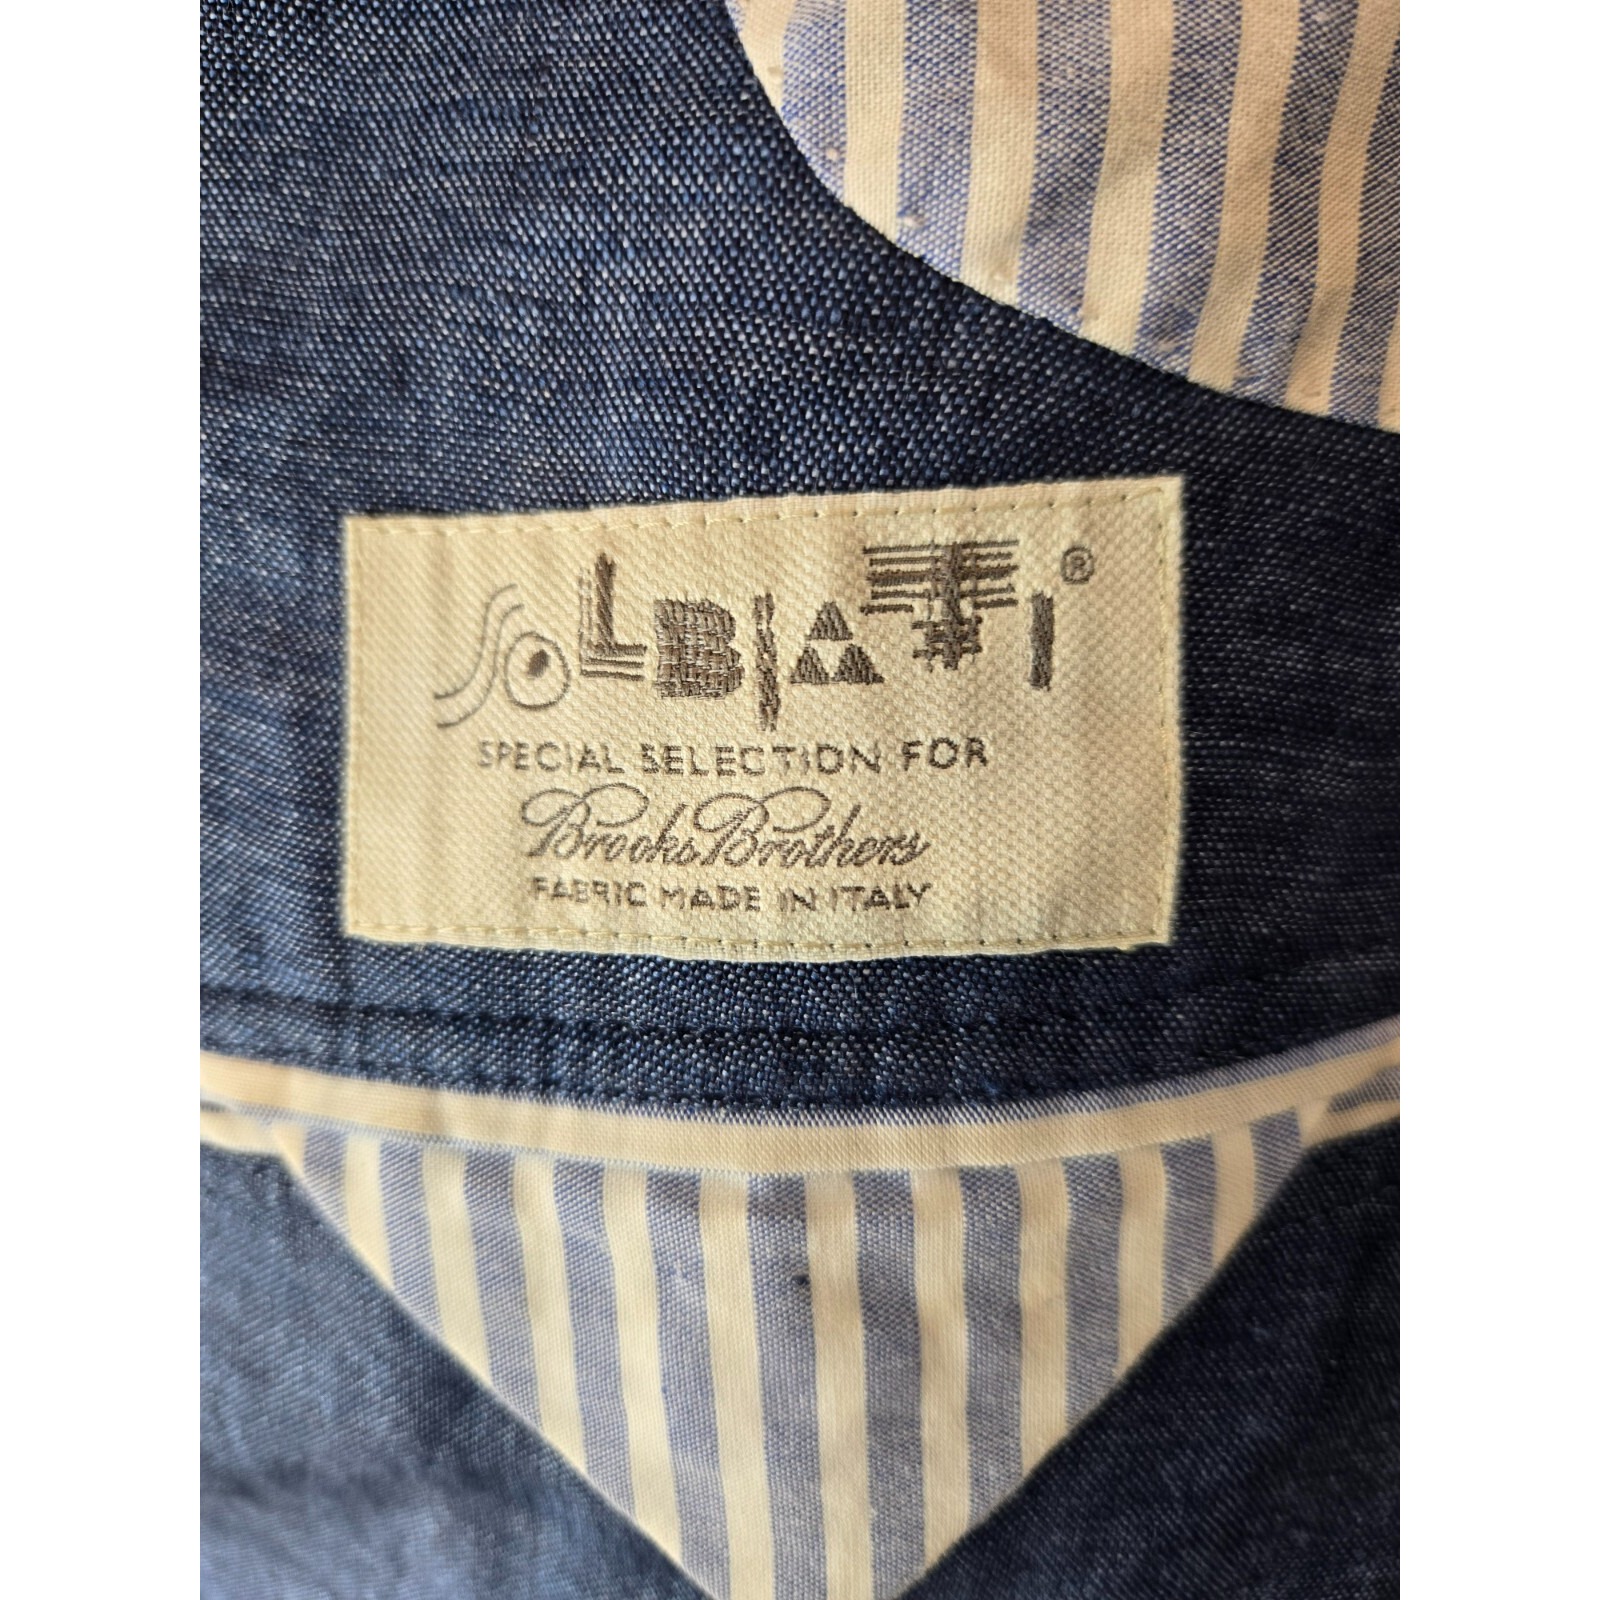 SOLBIATI®
SPECIAL SELECTION FOR
Brooks Brothers
FABRIC MADE IN ITALY